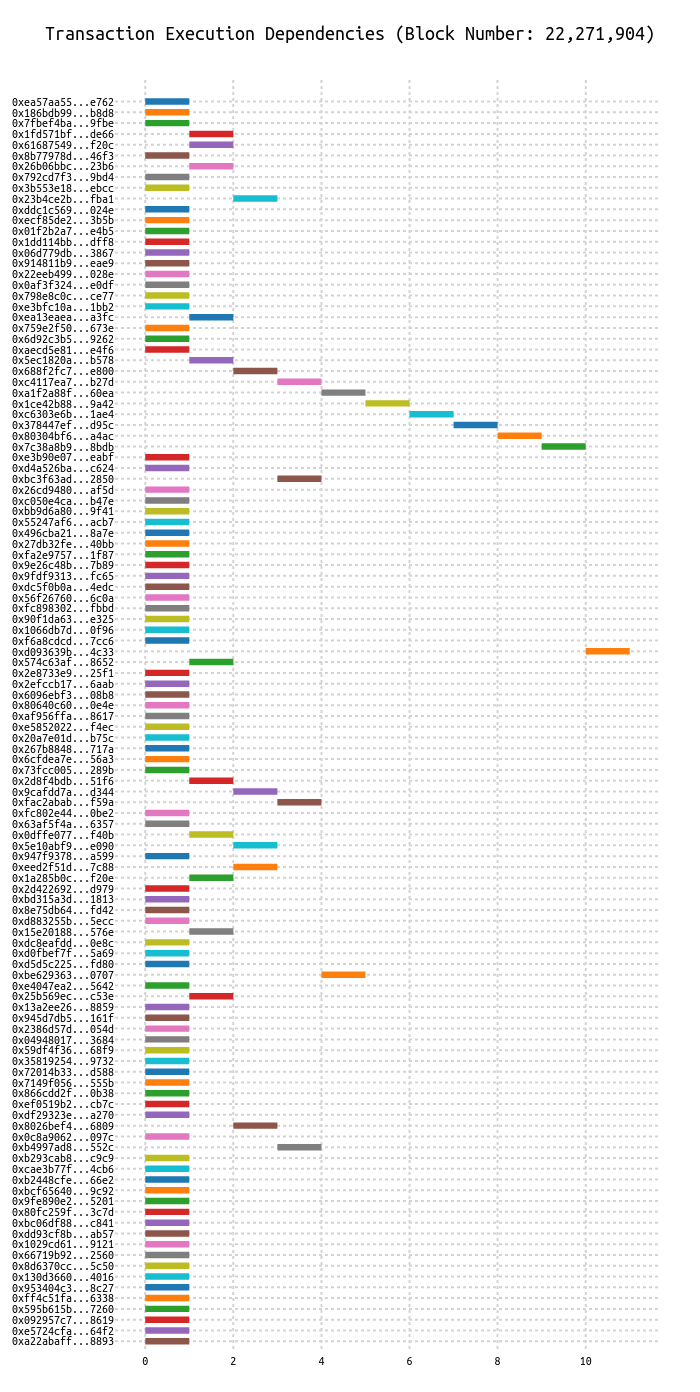 Transaction Execution Dependencies (Block Number: 22,271,904)
0xea57aa55...e762
0x186bdb99...b8d8
0x7fbef4ba...9fbe
0x1fd571bf...de66
0x61687549...f20c
0x8b77978d...46f3
0x26b06bbc...23b6
0x792cd7f3...9bd4
0x3b553e18...ebcc
0x23b4ce2b...fba1
0xddc1c569...024e
0xecf85de2...3b5b
0x01f2b2a7...e4b5
0x1dd114bb...dff8
0x06d779db...3867
0x914811b9...eae9
0x22eeb499...028e
0x0af3f324...e0df
0x798e8c0c...ce77
0xe3bfc10a...1bb2
0xea13eaea...a3fc
0x759e2f50...673e
0x6d92c3b5...9262
0xaecd5e81...e4f6
0x5ec1820a...b578
0x688f2fc7...e800
0xc4117ea7...b27d
0xa1f2a88f...60ea
0x1ce42b88...9a42
0xc6303e6b...1ae4
0x378447ef...d95c
0x80304bf6...a4ac
0x7c38a8b9...8bdb
0xe3b90e07...eabf
0xd4a526ba...c624
0xbc3f63ad...2850
0x26cd9480...af5d
0xc050e4ca...b47e
0xbb9d6a80...9f41
0x55247af6...acb7
0x496cba21...8a7e
0x27db32fe...40bb
0xfa2e9757...1f87
0x9e26c48b...7b89
0x9fdf9313...fc65
0xdc5f0b0a...4edc
0x56f26760...6c0a
0xfc898302...fbbd
0x90f1da63...e325
0x1066db7d...0f96
0xf6a8cdcd...7cc6
0xd093639b...4c33
0x574c63af...8652
0x2e8733e9...25f1
0x2efccb17...6aab
0x6096ebf3...08b8
0x80640c60...0e4e
0xaf956ffa...8617
0xe5852022...f4ec
0x20a7e01d...b75c
0x267b8848...717a
0x6cfdea7e...56a3
0x73fcc005...289b
0x2d8f4bdb...51f6
0x9cafdd7a...d344
0xfac2abab...f59a
0xfc802e44...0be2
0x63af5f4a...6357
0x0dffe077...f40b
0x5e10abf9...e090
0x947f9378...a599
0xeed2f51d...7c88
0x1a285b0c...f20e
0x2d422692...d979
0xbd315a3d...1813
0x8e75db64...fd42
0xd883255b...5ecc
0x15e20188...576e
0xdc8eafdd...0e8c
0xd0fbef7f...5a69
0xd5d5c225...fd80
0xbe629363...0707
0xe4047ea2...5642
0x25b569ec...c53e
0x13a2ee26...8859
0x945d7db5...161f
0x2386d57d...054d
0x04948017...3684
0x59df4f36...68f9
0x35819254...9732
0x72014b33...d588
0x7149f056...555b
0x866cdd2f...0b38
0xef0519b2...cb7c
0xdf29323e...a270
0x8026bef4...6809
0x0c8a9062...097c
0xb4997ad8...552c
0xb293cab8...c9c9
0xcae3b77f...4cb6
0xb2448cfe...66e2
0xbcf65640...9c92
0x9fe890e2...5201
0x80fc259f...3c7d
0xbc06df88...c841
0xdd93cf8b...ab57
0x1029cd61...9121
0x66719b92...2560
0x8d6370cc...5c50
0x130d3660...4016
0x953404c3...8c27
0xff4c51fa...6338
0x595b615b...7260
0x092957c7...8619
0xe5724cfa...64f2
0xa22abaff...8893
0 2 4 6 8 10